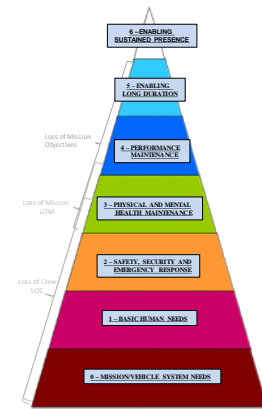 6 – ENABLING
SUSTAINED PRESENCE
5 – ENABLING
LONG DURATION
Loss of Mission
Objectives
4 – PERFORMANCE
MAINTENANCE
Loss of Mission
LOM
3 – PHYSICAL AND MENTAL
HEALTH MAINTENANCE
2 – SAFETY, SECURITY AND
EMERGENCY RESPONSE
Loss of Crew
LOC
1 – BASIC HUMAN NEEDS
0 – MISSION/VEHICLE SYSTEM NEEDS